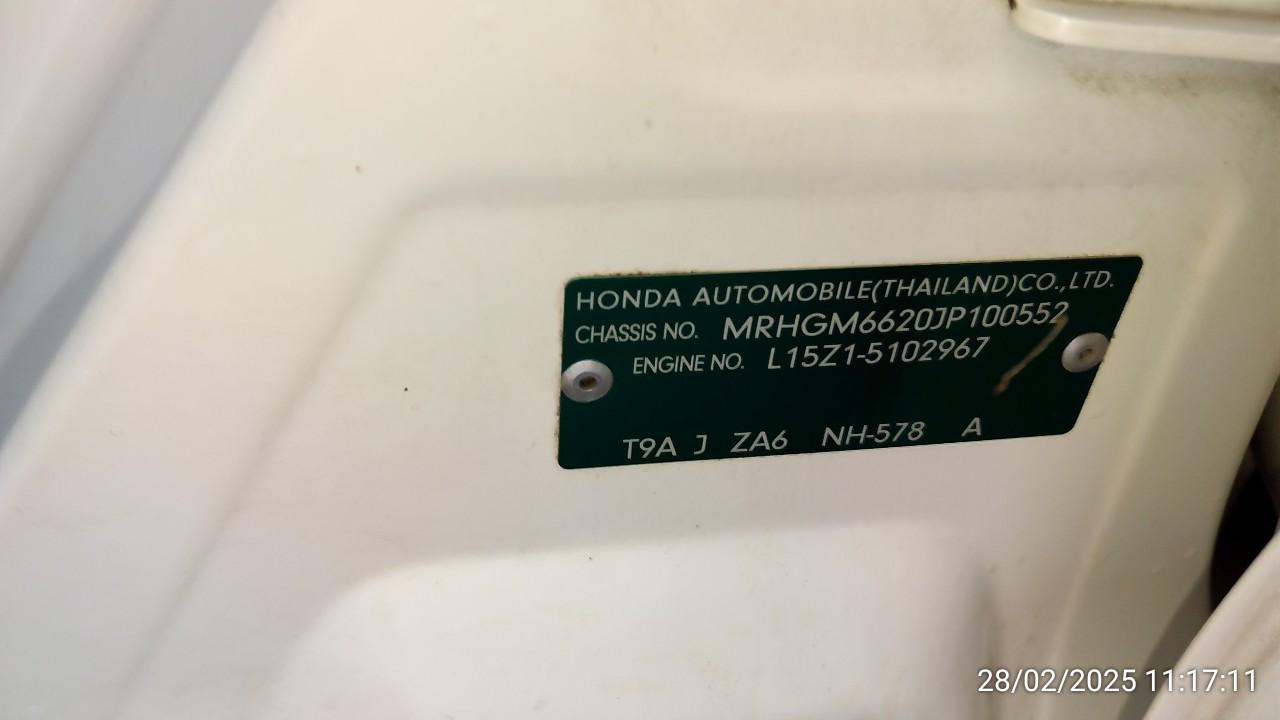 HONDA AUTOMOBILE(THAILAND)CO.,LTD.
CHASSIS NO. MRHGM6620JP100552
ENGINE NO. L15Z1-5102967
T9A J ZA6 NH-578 A
28/02/2025 11:17:11